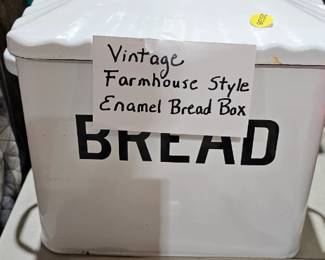 Vintage
Farmhouse Style
Enamel Bread Box
BREAD